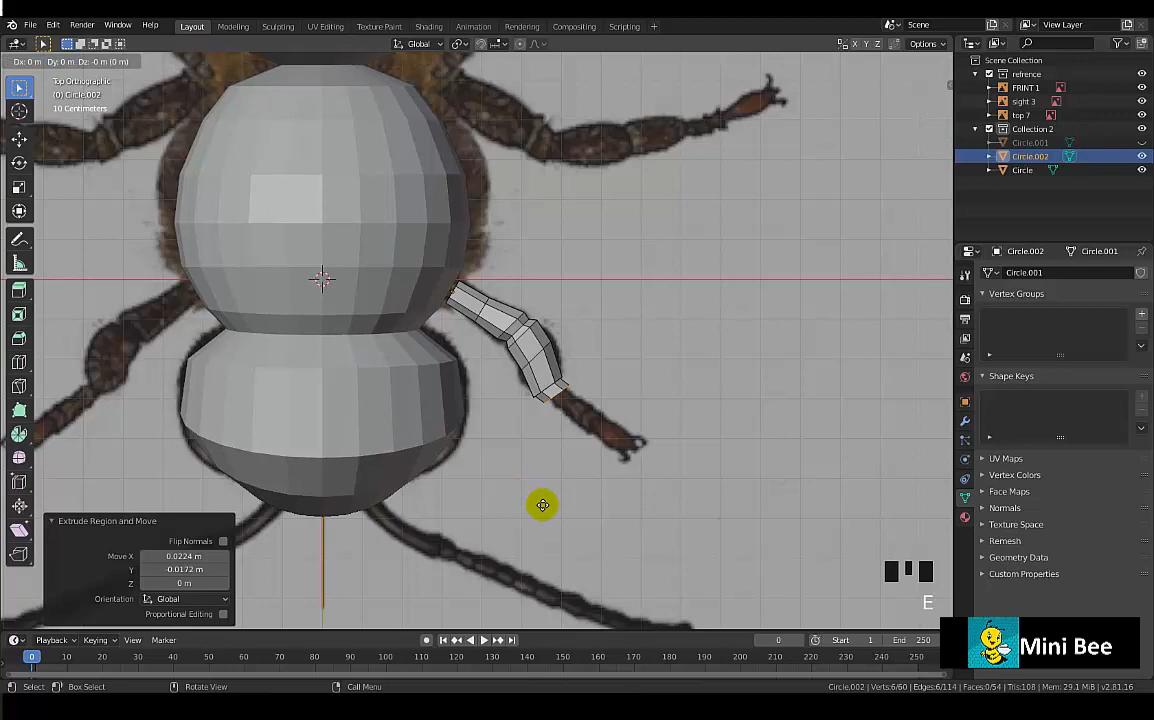 File Edit Render Window Help Layout Modeling Sculpting UV Editing Texture Paint Shading Animation Rendering Compositing Scripting + Scene View Layer
Global X Y Z Options
Dx: 0 m Dy: 0 m Dz: -0 m (0 m)
Top Orthographic
(0) Circle.002
10 Centimeters
Scene Collection
refrence
FRINT 1
sight 3
top 7
Collection 2
Circle.001
Circle.002
Circle
Circle.002 Circle.001
Circle.001
Vertex Groups
Shape Keys
UV Maps
Vertex Colors
Face Maps
Normals
Texture Space
Remesh
Geometry Data
Custom Properties
Extrude Region and Move
Flip Normals
Move X 0.0224 m
Y -0.0172 m
Z 0 m
Orientation Global
Proportional Editing
E
Mini Bee
Playback Keying View Marker 0 Start 1 End 250
0 10 20 30 40 50 60 70 80 90 100 110 120 130 140 150 160 170 180 190 200 210 220 230 240 250
Select Box Select Rotate View Call Menu Circle.002 | Verts:6/60 | Edges:6/114 | Faces:0/54 | Tris:108 | Mem: 29.1 MiB | v2.81.16